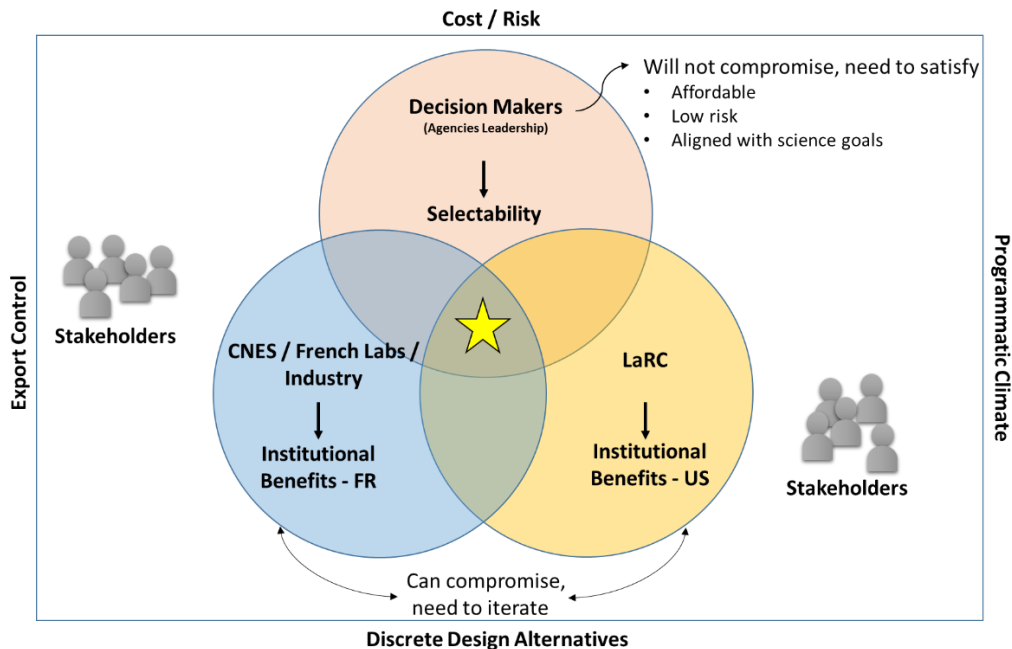 Cost / Risk
Will not compromise, need to satisfy
• Affordable
• Low risk
• Aligned with science goals
Decision Makers
(Agencies Leadership)
Selectability
Export Control
Programmatic Climate
Stakeholders
CNES / French Labs /
Industry
Institutional
Benefits - FR
LaRC
Institutional
Benefits - US
Stakeholders
Can compromise,
need to iterate
Discrete Design Alternatives